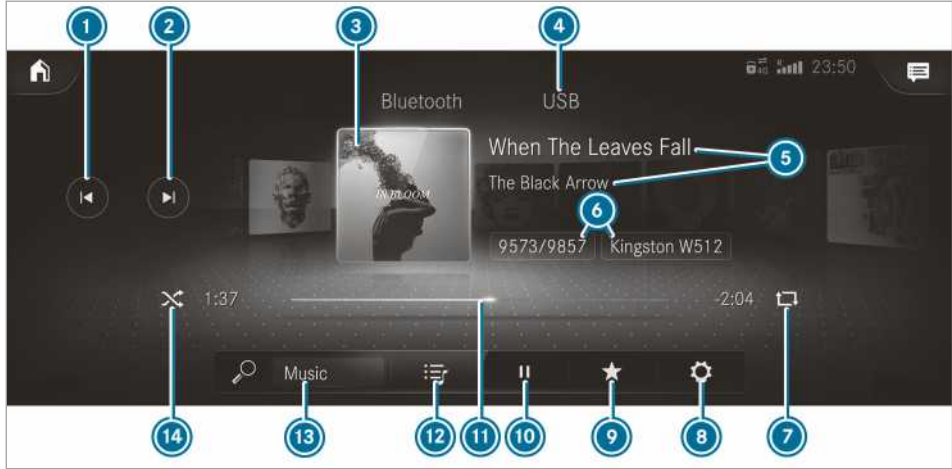 1 2 3 4
4G 23:50
Bluetooth USB
When The Leaves Fall 5
The Black Arrow
IN BLOOM
6
9573/9857 Kingston W512
1:37 -2:04
Music
14 13 12 11 10 9 8 7